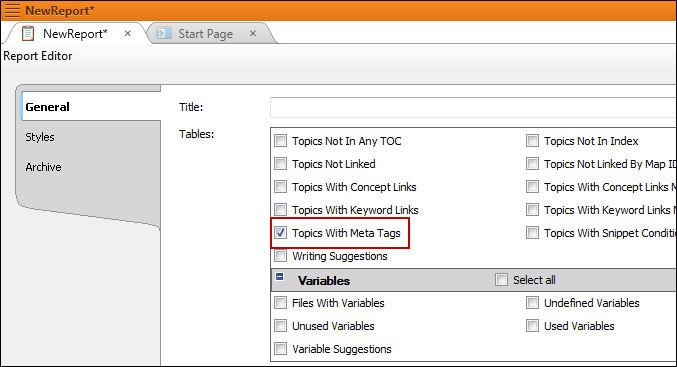 NewReport*
NewReport* × Start Page ×
Report Editor
General
Styles
Archive
Title:
Tables:
Topics Not In Any TOC Topics Not In Index
Topics Not Linked Topics Not Linked By Map ID
Topics With Concept Links Topics With Concept Links
Topics With Keyword Links Topics With Keyword Links
Topics With Meta Tags Topics With Snippet Conditi
Writing Suggestions
Variables Select all
Files With Variables Undefined Variables
Unused Variables Used Variables
Variable Suggestions